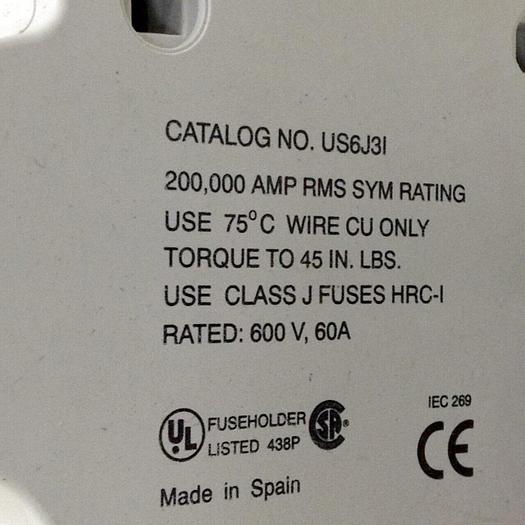 CATALOG NO. US6J3I
200,000 AMP RMS SYM RATING
USE 75°C WIRE CU ONLY
TORQUE TO 45 IN. LBS.
USE CLASS J FUSES HRC-I
RATED: 600 V, 60A
UL FUSEHOLDER LISTED 438P
SA®
IEC 269
CE
Made in Spain